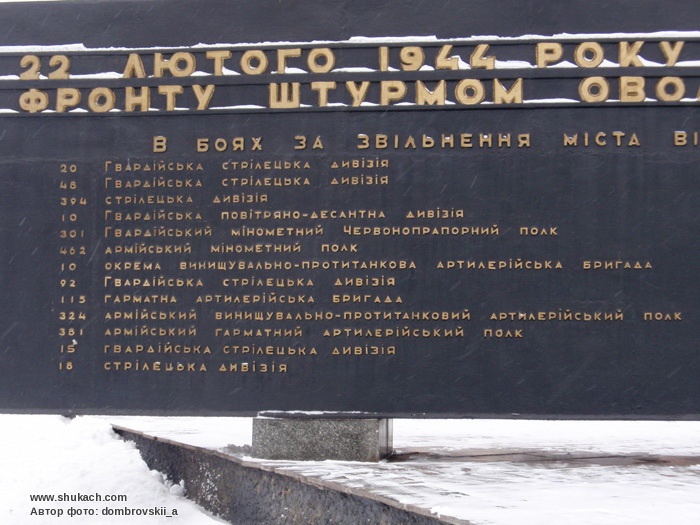 22 ЛЮТОГО 1944 РОКУ
ФРОНТУ ШТУРМОМ ОВОЛ
В БОЯХ ЗА ЗВІЛЬНЕННЯ МІСТА ВІ
20 ГВАРДІЙСЬКА СТРІЛЕЦЬКА ДИВІЗІЯ
48 ГВАРДІЙСЬКА СТРІЛЕЦЬКА ДИВІЗІЯ
394 СТРІЛЕЦЬКА ДИВІЗІЯ
10 ГВАРДІЙСЬКА ПОВІТРЯНО-ДЕСАНТНА ДИВІЗІЯ
301 ГВАРДІЙСЬКИЙ МІНОМЕТНИЙ ЧЕРВОНОПРАПОРНИЙ ПОЛК
462 АРМІЙСЬКИЙ МІНОМЕТНИЙ ПОЛК
10 ОКРЕМА ВИНИЩУВАЛЬНО-ПРОТИТАНКОВА АРТИЛЕРІЙСЬКА БРИГАДА
92 ГВАРДІЙСЬКА СТРІЛЕЦЬКА ДИВІЗІЯ
115 ГАРМАТНА АРТИЛЕРІЙСЬКА БРИГАДА
324 АРМІЙСЬКИЙ ВИНИЩУВАЛЬНО-ПРОТИТАНКОВИЙ АРТИЛЕРІЙСЬКИЙ ПОЛК
381 АРМІЙСЬКИЙ ГАРМАТНИЙ АРТИЛЕРІЙСЬКИЙ ПОЛК
15 ГВАРДІЙСЬКА СТРІЛЕЦЬКА ДИВІЗІЯ
18 СТРІЛЕЦЬКА ДИВІЗІЯ
www.shukach.com
Автор фото: dombrovskii_a